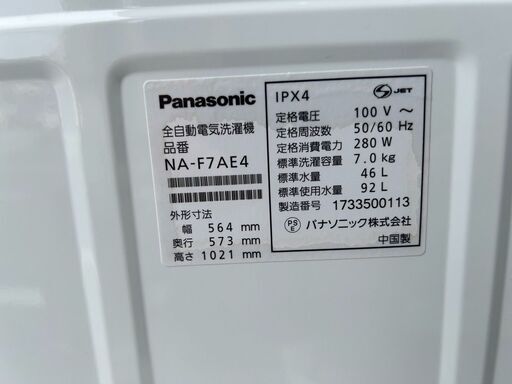 Panasonic
全自動電気洗濯機
品番
NA-F7AE4
外形寸法
幅 564 mm
奥行 573 mm
高さ 1021 mm
IPX4
JET
定格電圧 100 V ～
定格周波数 50/60 Hz
定格消費電力 280 W
標準洗濯容量 7.0 kg
標準水量 46 L
標準使用水量 92 L
製造番号 1733500113
PS
E
パナソニック株式会社
中国製